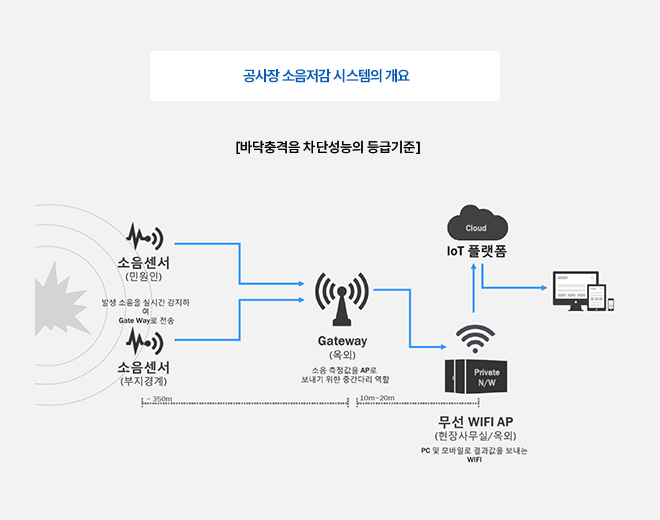 공사장 소음저감 시스템의 개요
[바닥충격음 차단성능의 등급기준]
소음센서
(민원인)
발생 소음을 실시간 감지하
여
Gate Way로 전송
소음센서
(부지경계)
~ 350m
Gateway
(옥외)
소음 측정값을 AP로
보내기 위한 중간다리 역할
10m~20m
Cloud
IoT 플랫폼
Private
N/W
무선 WIFI AP
(현장사무실/옥외)
PC 및 모바일로 결과값을 보내는
WIFI